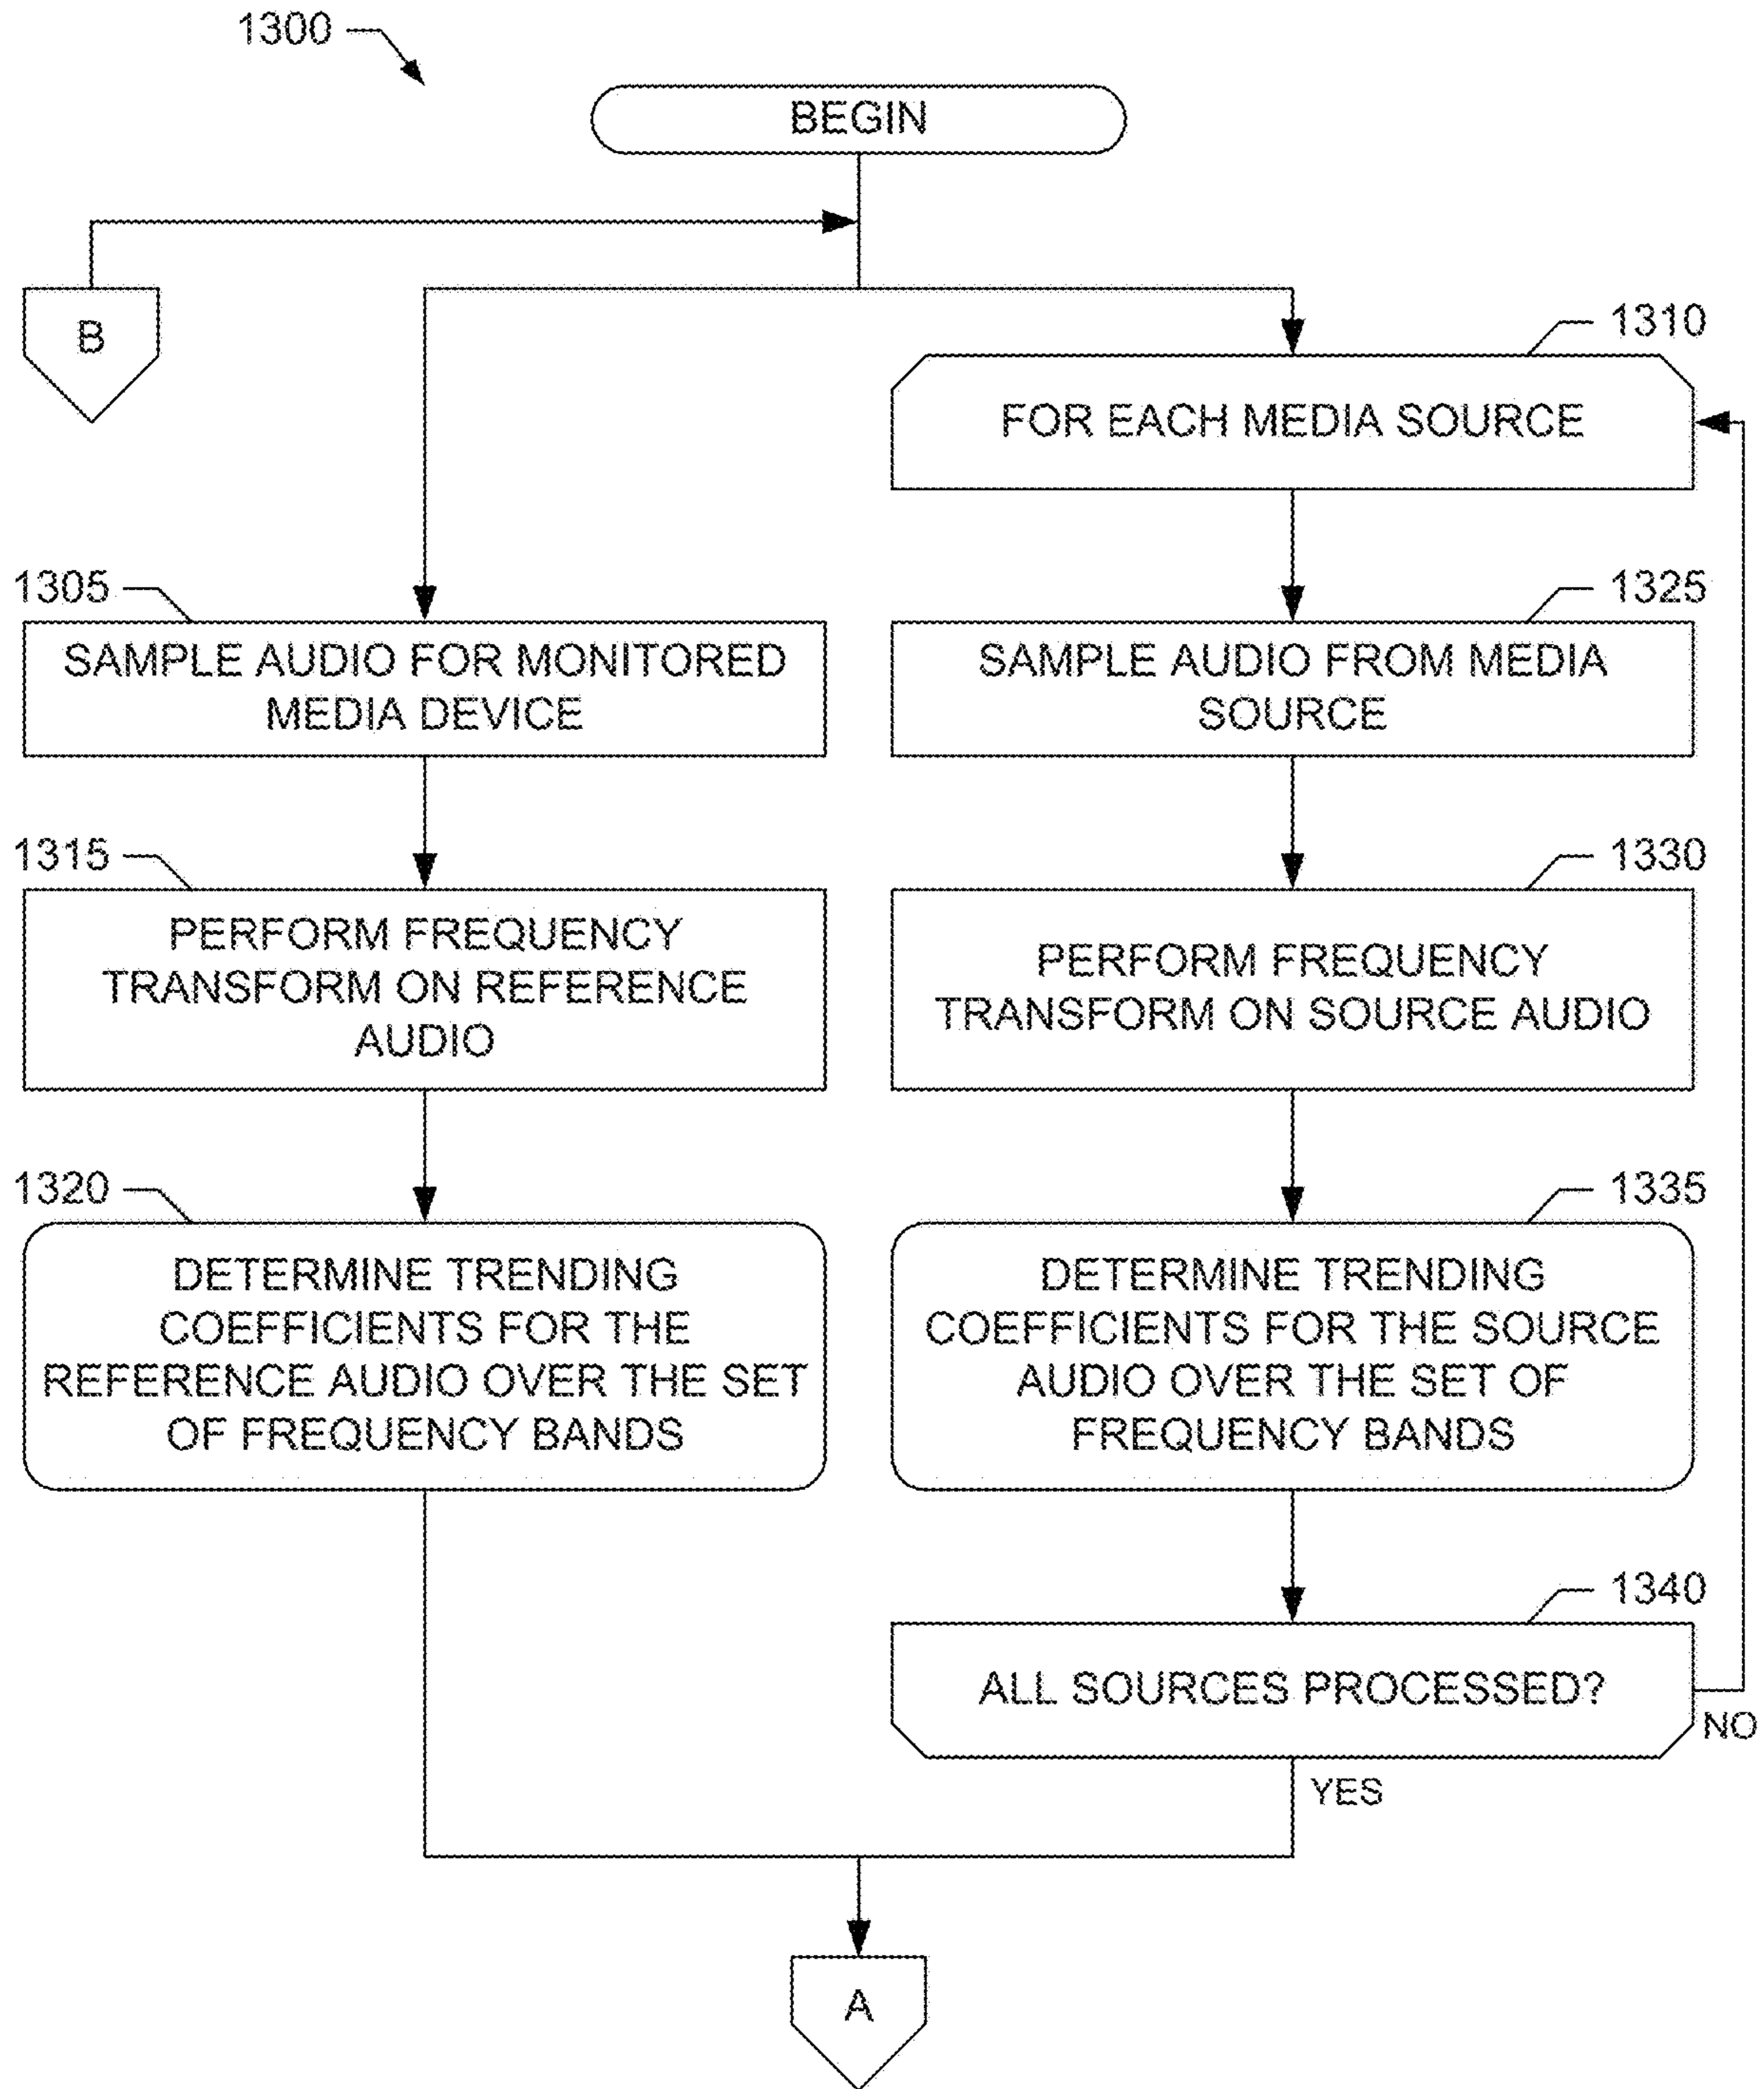 1300
BEGIN
B
1310
FOR EACH MEDIA SOURCE
1305
SAMPLE AUDIO FOR MONITORED
MEDIA DEVICE
1325
SAMPLE AUDIO FROM MEDIA
SOURCE
1315
PERFORM FREQUENCY
TRANSFORM ON REFERENCE
AUDIO
1330
PERFORM FREQUENCY
TRANSFORM ON SOURCE AUDIO
1320
DETERMINE TRENDING
COEFFICIENTS FOR THE
REFERENCE AUDIO OVER THE SET
OF FREQUENCY BANDS
1335
DETERMINE TRENDING
COEFFICIENTS FOR THE SOURCE
AUDIO OVER THE SET OF
FREQUENCY BANDS
1340
ALL SOURCES PROCESSED?
NO
YES
A